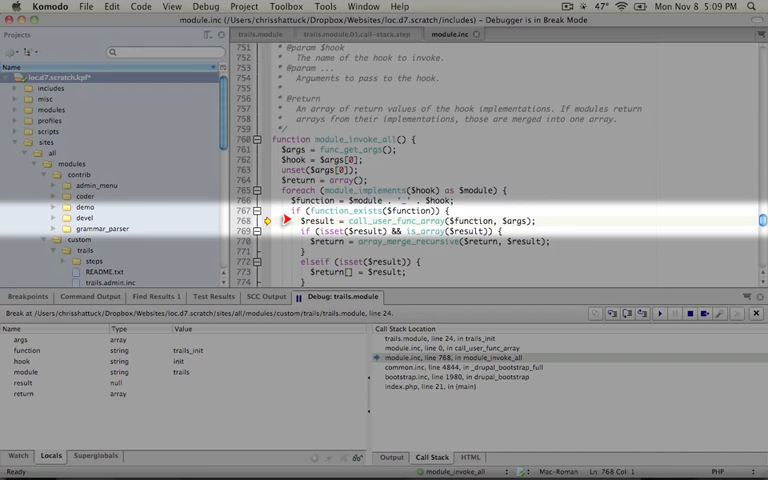 Komodo File Edit Code View Debug Project Toolbox Tools Window Help 47° Mon Nov 8 5:09 PM
module.inc (/Users/chrisshattuck/Dropbox/Websites/loc.d7.scratch/includes) - Debugger is in Break Mode
Projects
trails.module trails.module.01.call-stack.step module.inc
Name
loc.d7.scratch.kpf*
includes
misc
modules
profiles
scripts
sites
all
modules
contrib
admin_menu
coder
demo
devel
grammar_parser
custom
trails
steps
README.txt
trails.admin.inc
751 * @param $hook
752 * The name of the hook to invoke.
753 * @param ...
754 * Arguments to pass to the hook.
755 *
756 * @return
757 * An array of return values of the hook implementations. If modules return
758 * arrays from their implementations, those are merged into one array.
759 */
760 function module_invoke_all() {
761 $args = func_get_args();
762 $hook = $args[0];
763 unset($args[0]);
764 $return = array();
765 foreach (module_implements($hook) as $module) {
766 $function = $module . '_' . $hook;
767 if (function_exists($function)) {
768 $result = call_user_func_array($function, $args);
769 if (isset($result) && is_array($result)) {
770 $return = array_merge_recursive($return, $result);
771 }
772 elseif (isset($result)) {
773 $return[] = $result;
774 }
Breakpoints Command Output Find Results 1 Test Results SCC Output Debug: trails.module
Break at /Users/chrisshattuck/Dropbox/Websites/loc.d7.scratch/sites/all/modules/custom/trails/trails.module, line 24.
Name Type Value
args array
function string trails_init
hook string init
module string trails
result null
return array
Call Stack Location
trails.module, line 24, in trails_init
module.inc, line 0, in call_user_func_array
module.inc, line 768, in module_invoke_all
common.inc, line 4844, in _drupal_bootstrap_full
bootstrap.inc, line 1980, in drupal_bootstrap
index.php, line 21, in {main}
Watch Locals Superglobals
Output Call Stack HTML
Ready module_invoke_all Mac-Roman Ln: 768 Col: 1 PHP